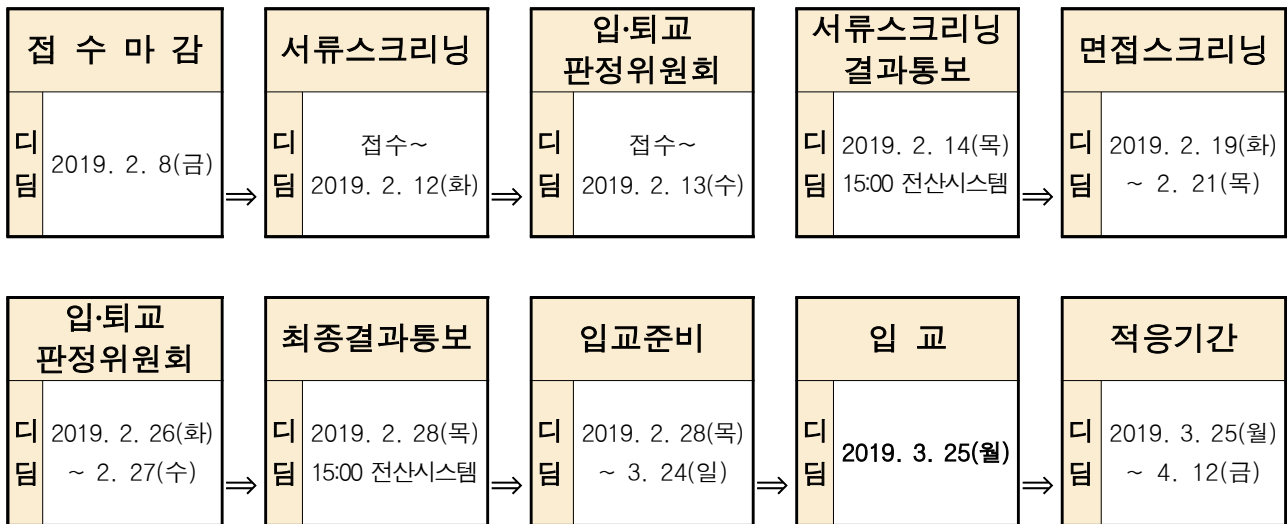 접 수 마 감
디딤
2019. 2. 8(금)
⇒
서류스크리닝
디딤
접수~
2019. 2. 12(화)
⇒
입·퇴교
판정위원회
디딤
접수~
2019. 2. 13(수)
서류스크리닝
결과통보
디딤
2019. 2. 14(목)
15:00 전산시스템
⇒
면접스크리닝
디딤
2019. 2. 19(화)
~ 2. 21(목)
입·퇴교
판정위원회
디딤
2019. 2. 26(화)
~ 2. 27(수)
⇒
최종결과통보
디딤
2019. 2. 28(목)
15:00 전산시스템
⇒
입교준비
디딤
2019. 2. 28(목)
~ 3. 24(일)
⇒
입 교
디딤
2019. 3. 25(월)
⇒
적응기간
디딤
2019. 3. 25(월)
~ 4. 12(금)